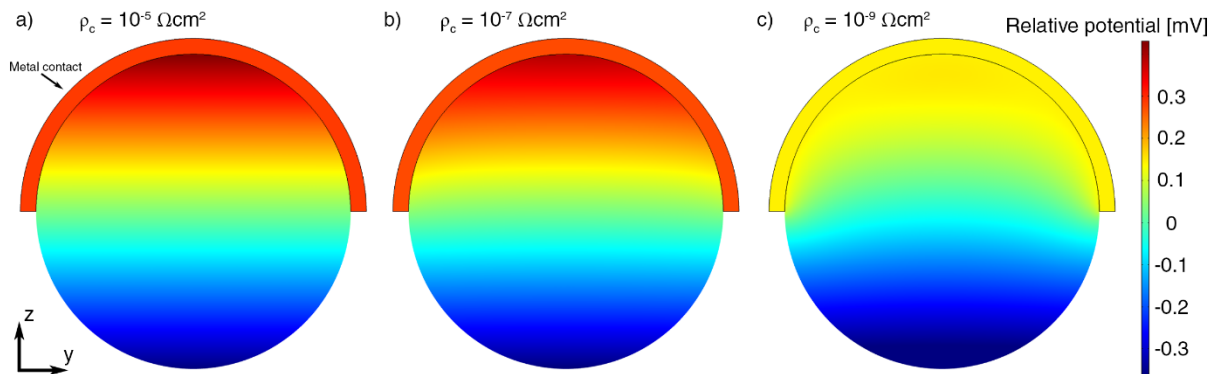 a) ρc = 10⁻⁵ Ωcm²
b) ρc = 10⁻⁷ Ωcm²
c) ρc = 10⁻⁹ Ωcm²
Relative potential [mV]
Metal contact
0.3
0.2
0.1
0
-0.1
-0.2
-0.3
z
y